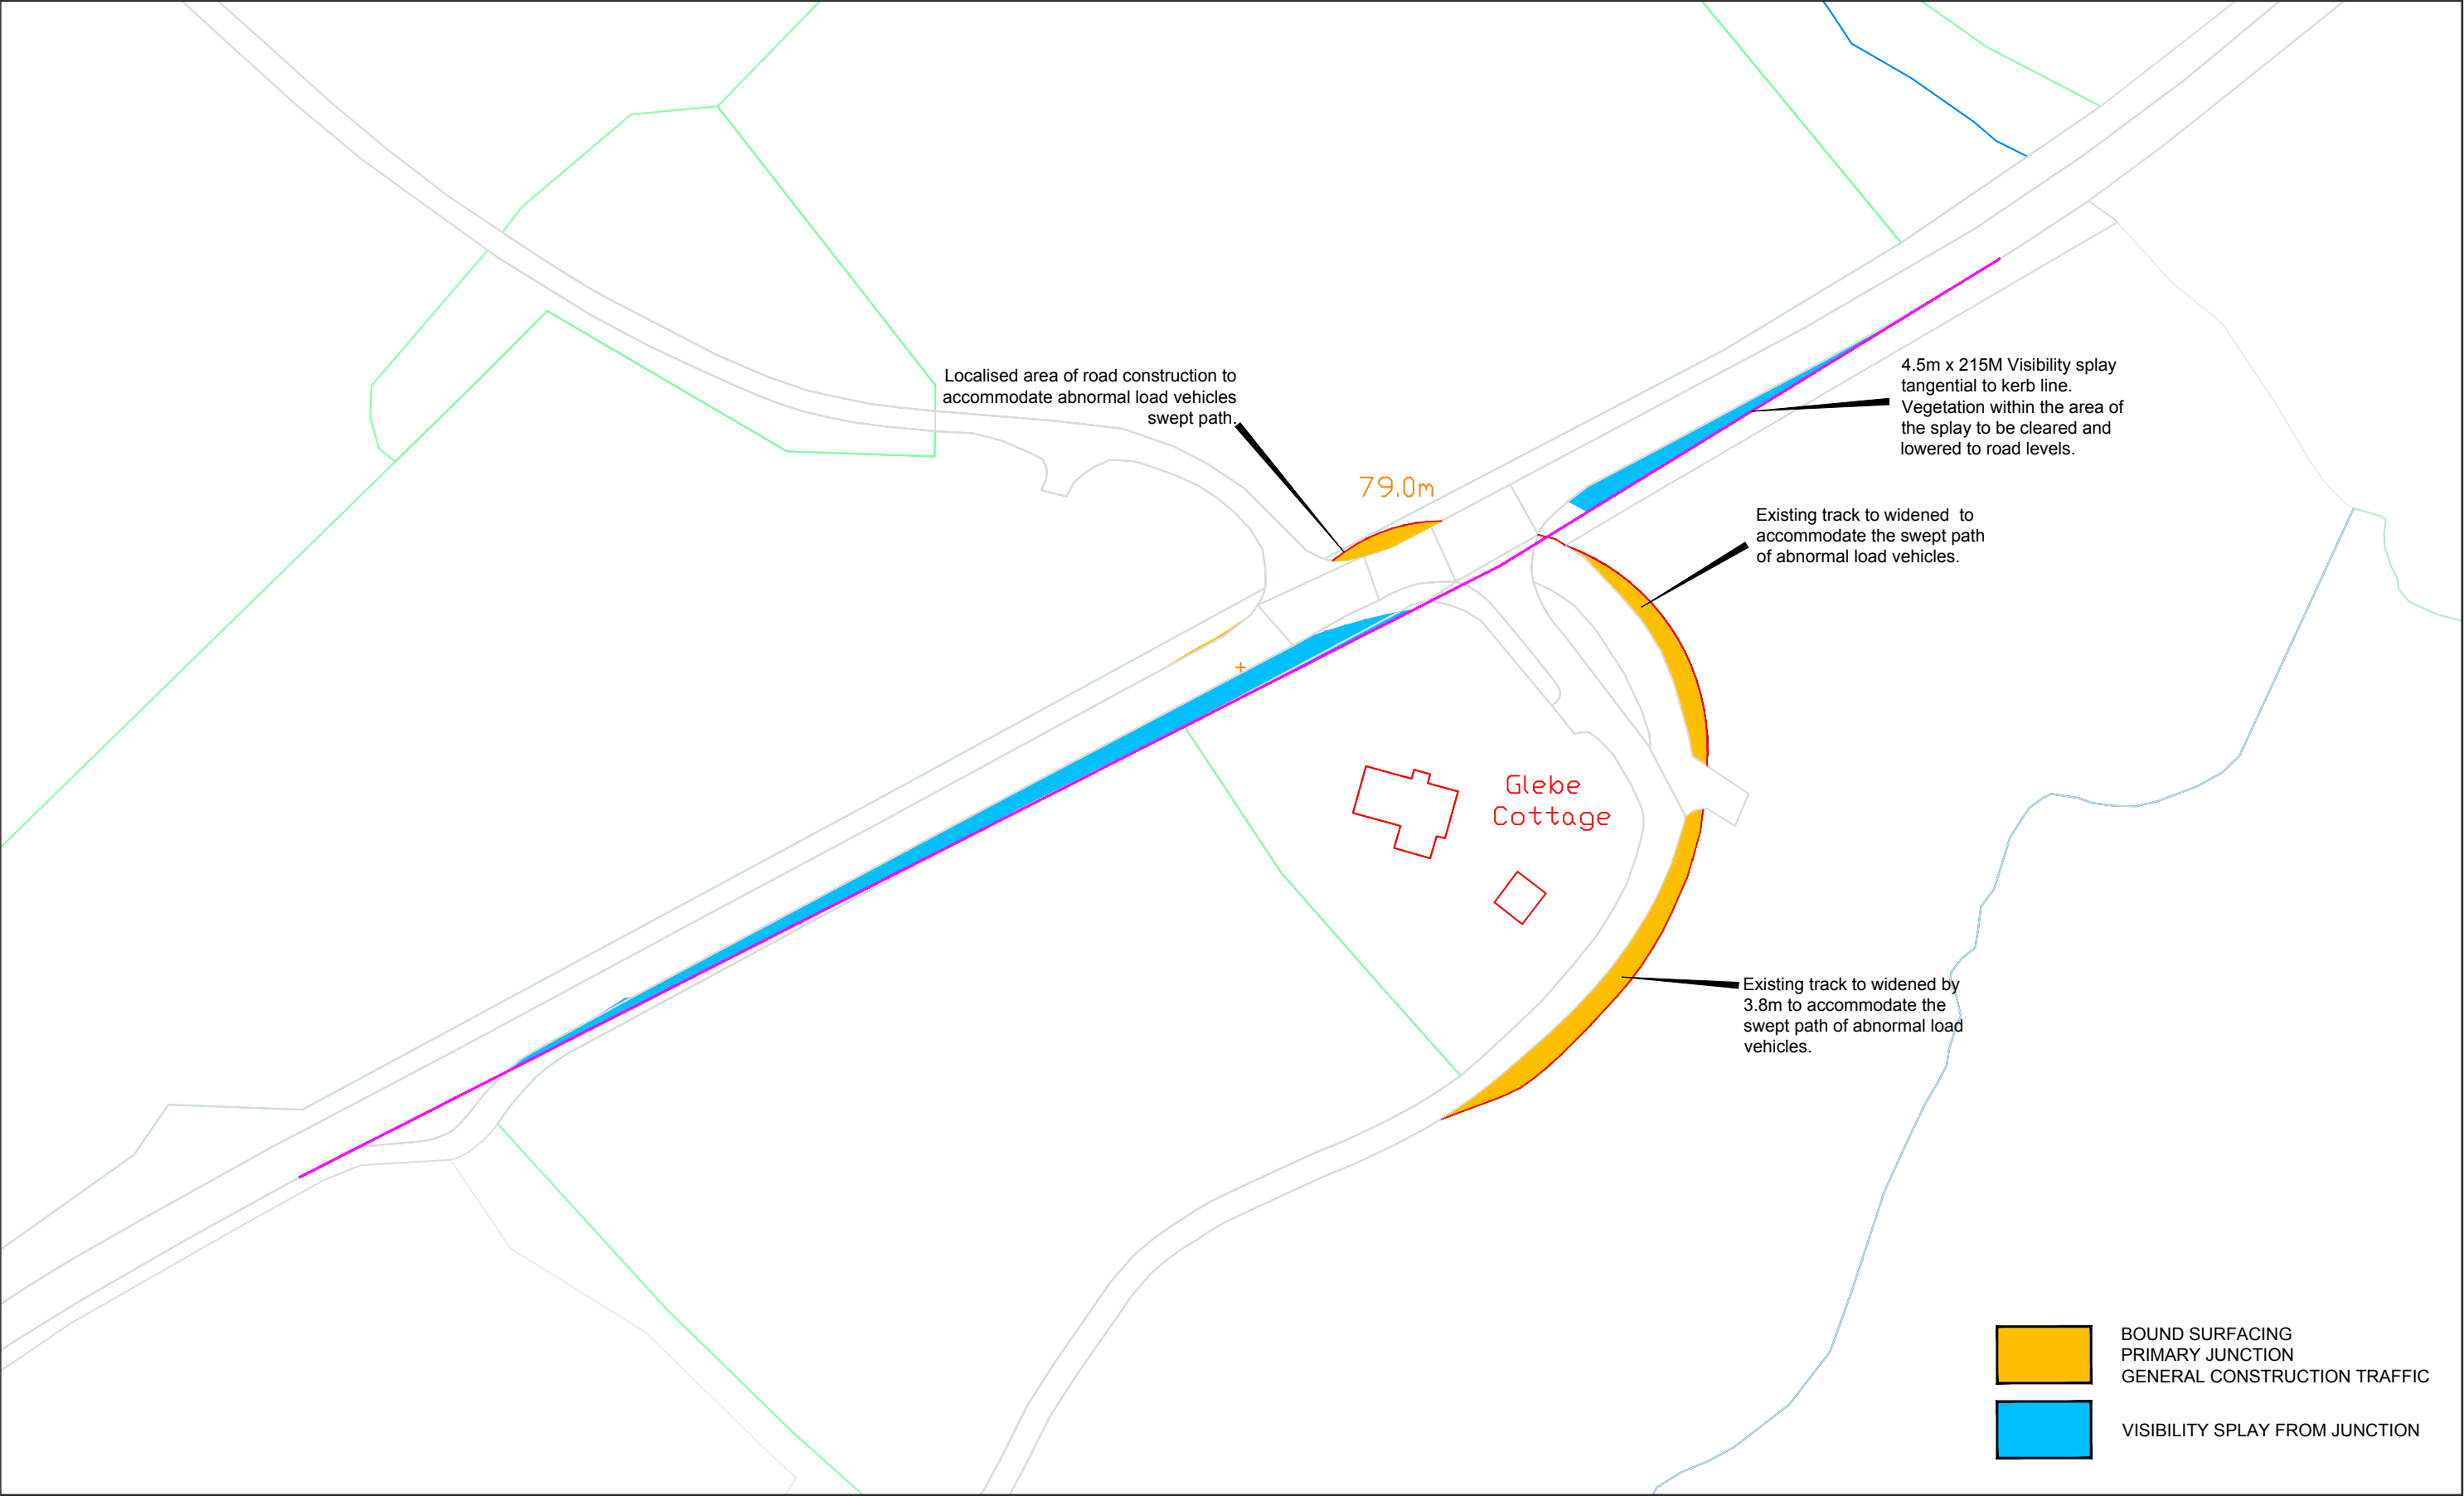 Localised area of road construction to
accommodate abnormal load vehicles
swept path.
79.0m
4.5m x 215M Visibility splay
tangential to kerb line.
Vegetation within the area of
the splay to be cleared and
lowered to road levels.
Existing track to widened to
accommodate the swept path
of abnormal load vehicles.
Glebe
Cottage
Existing track to widened by
3.8m to accommodate the
swept path of abnormal load
vehicles.
BOUND SURFACING
PRIMARY JUNCTION
GENERAL CONSTRUCTION TRAFFIC
VISIBILITY SPLAY FROM JUNCTION